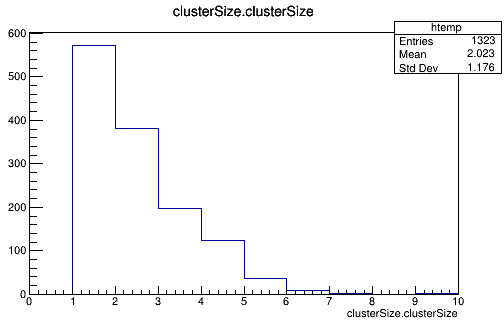 clusterSize.clusterSize
htemp
Entries 1323
Mean 2.023
Std Dev 1.176
600
500
400
300
200
100
0
0 1 2 3 4 5 6 7 8 9 10
clusterSize.clusterSize